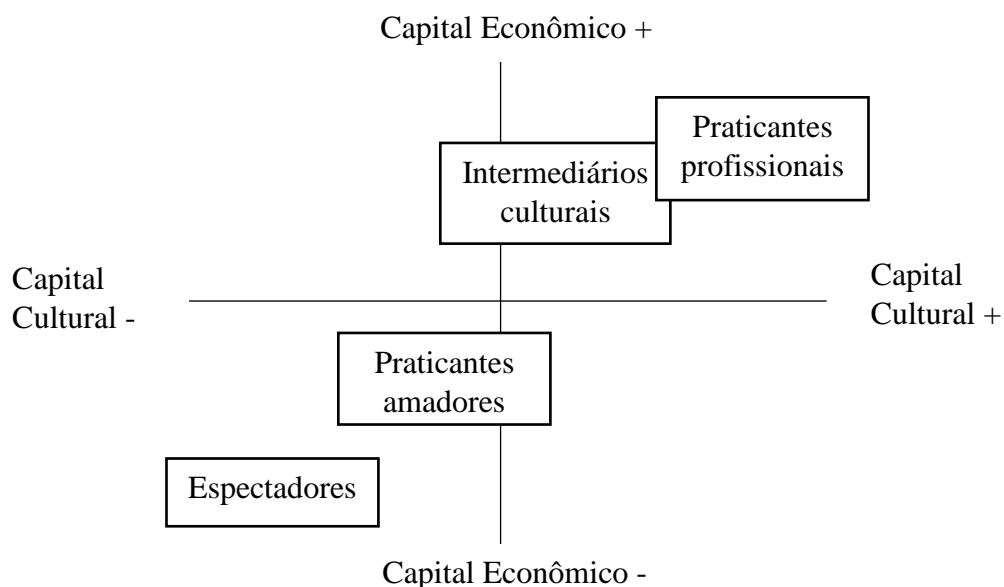 Capital Econômico +
Praticantes
profissionais
Intermediários
culturais
Capital
Cultural -
Capital
Cultural +
Praticantes
amadores
Espectadores
Capital Econômico -